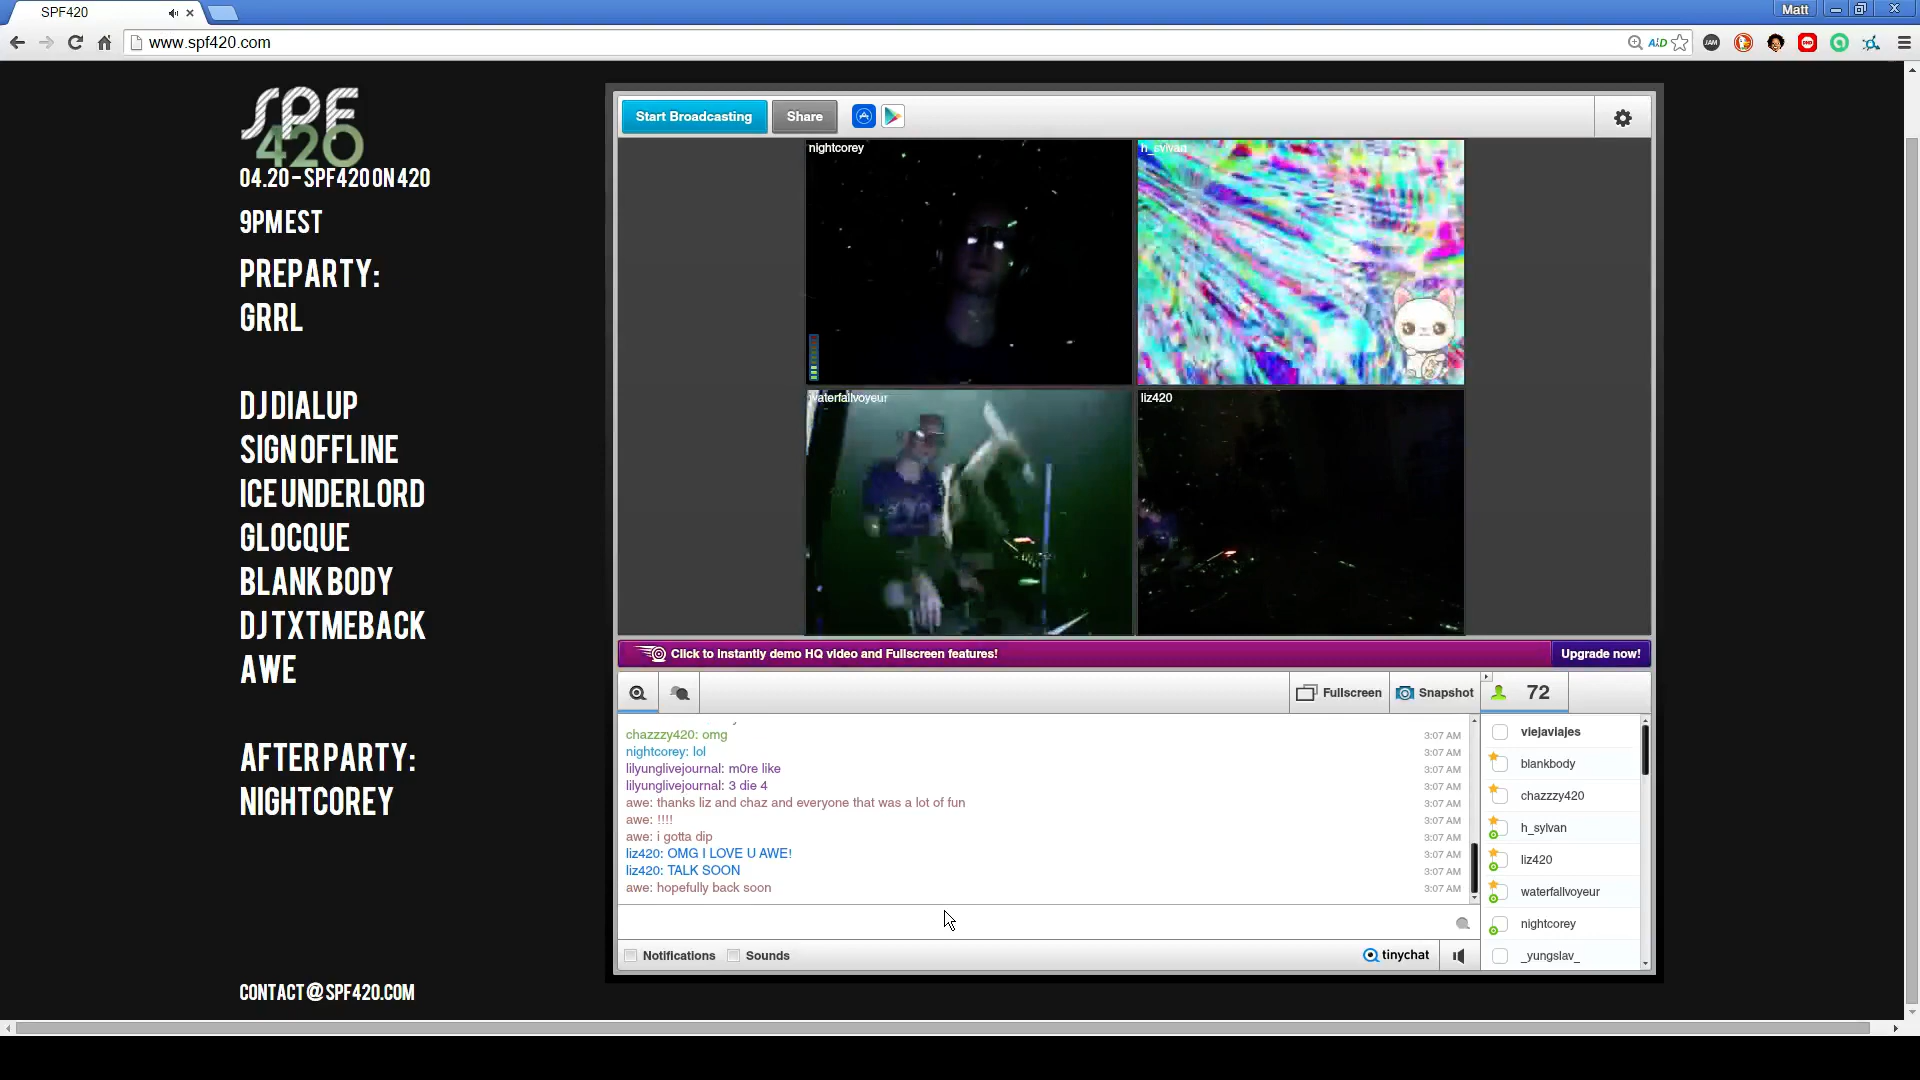 SPF420
Matt
www.spf420.com
SPF
420
04.20 - SPF420 ON 420
9PM EST
PREPARTY:
GRRL
DJ DIALUP
SIGN OFFLINE
ICE UNDERLORD
GLOCQUE
BLANK BODY
DJ TXTMEBACK
AWE
AFTER PARTY:
NIGHTCOREY
CONTACT @ SPF420.COM
Start Broadcasting
Share
nightcorey
h_sylvan
waterfallvoyeur
liz420
Click to instantly demo HQ video and Fullscreen features!
Upgrade now!
Fullscreen
Snapshot
72
chazzzy420: omg 3:07 AM
nightcorey: lol 3:07 AM
lilyunglivejournal: m0re like 3:07 AM
lilyunglivejournal: 3 die 4 3:07 AM
awe: thanks liz and chaz and everyone that was a lot of fun 3:07 AM
awe: !!!! 3:07 AM
awe: i gotta dip 3:07 AM
liz420: OMG I LOVE U AWE! 3:07 AM
liz420: TALK SOON 3:07 AM
awe: hopefully back soon 3:07 AM
viejaviajes
blankbody
chazzzy420
h_sylvan
liz420
waterfallvoyeur
nightcorey
_yungslav_
Notifications
Sounds
tinychat